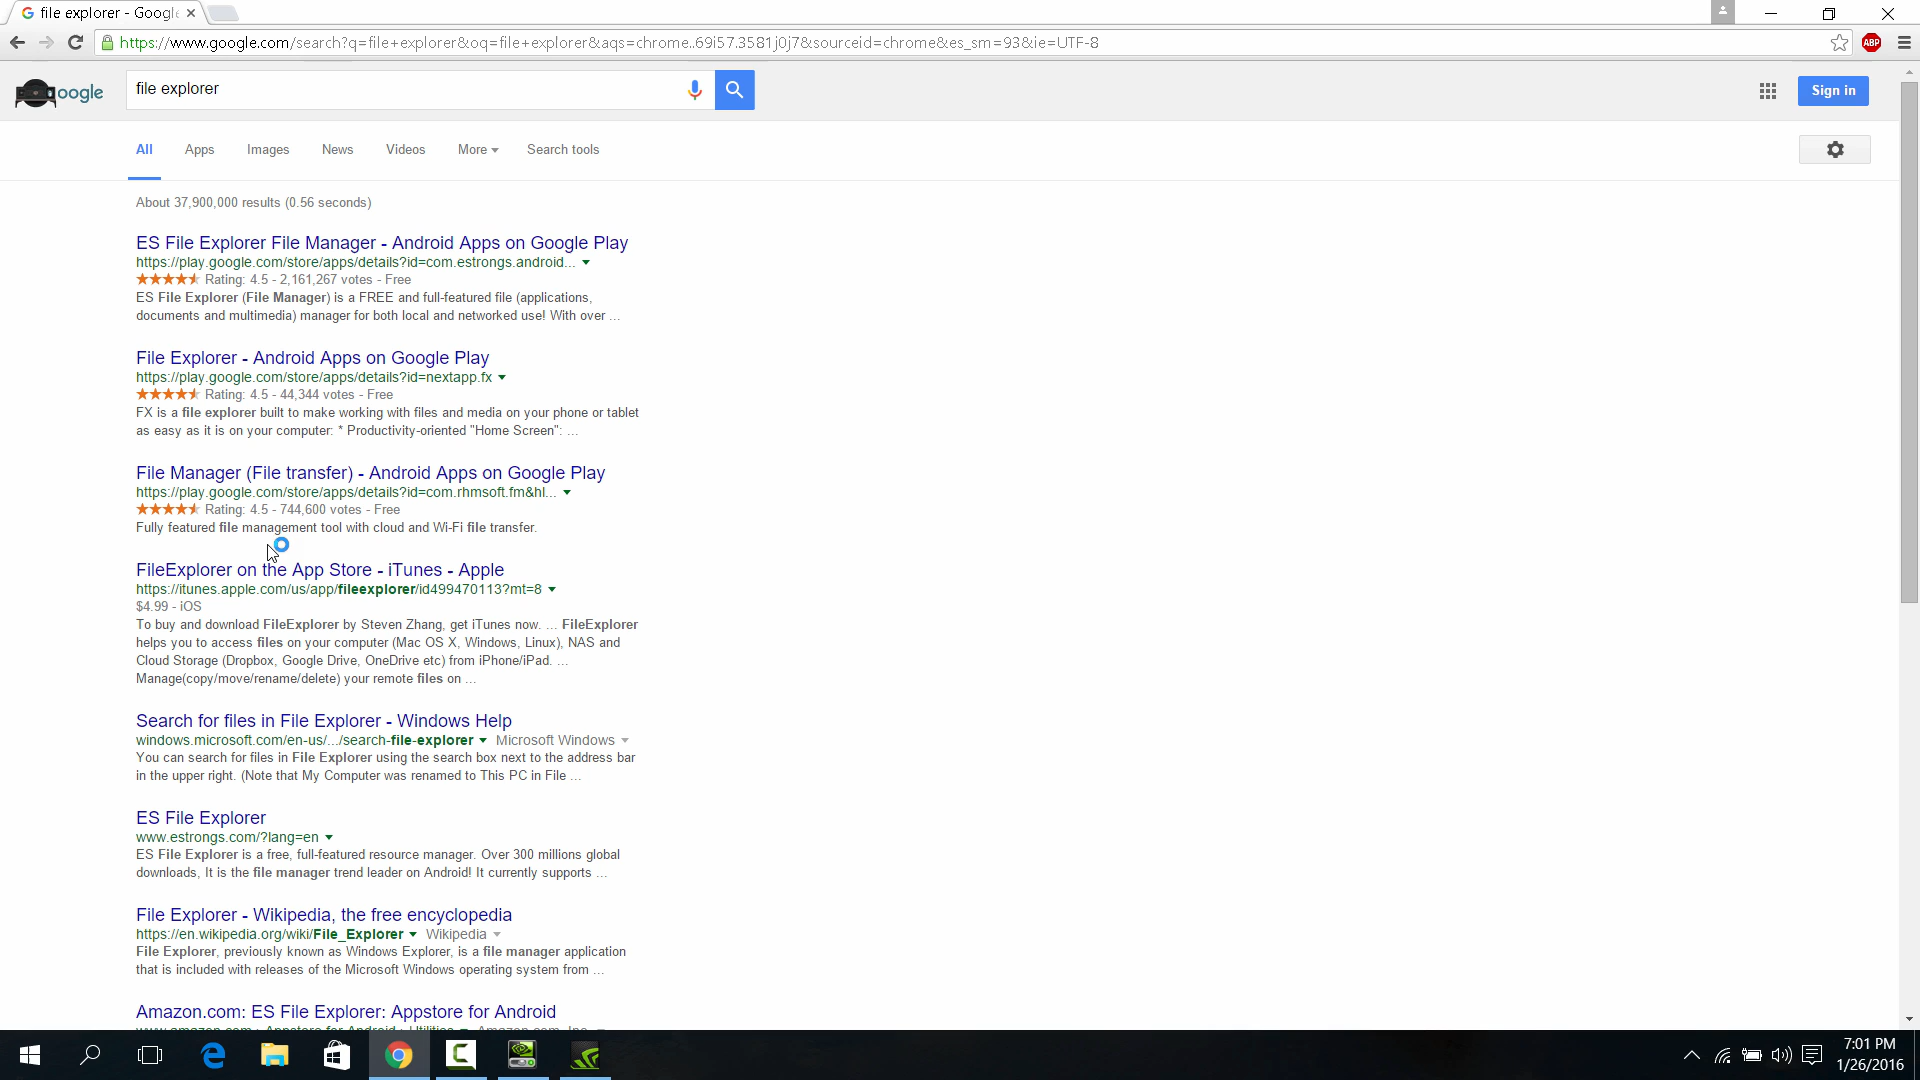 file explorer - Google
https://www.google.com/search?q=file+explorer&oq=file+explorer&aqs=chrome..69i57.3581j0j7&sourceid=chrome&es_sm=93&ie=UTF-8
ABP
oogle
file explorer
Sign in
All Apps Images News Videos More Search tools
About 37,900,000 results (0.56 seconds)
ES File Explorer File Manager - Android Apps on Google Play
https://play.google.com/store/apps/details?id=com.estrongs.android...
Rating: 4.5 - 2,161,267 votes - Free
ES File Explorer (File Manager) is a FREE and full-featured file (applications,
documents and multimedia) manager for both local and networked use! With over ...
File Explorer - Android Apps on Google Play
https://play.google.com/store/apps/details?id=nextapp.fx
Rating: 4.5 - 44,344 votes - Free
FX is a file explorer built to make working with files and media on your phone or tablet
as easy as it is on your computer: * Productivity-oriented "Home Screen": ...
File Manager (File transfer) - Android Apps on Google Play
https://play.google.com/store/apps/details?id=com.rhmsoft.fm&hl...
Rating: 4.5 - 744,600 votes - Free
Fully featured file management tool with cloud and Wi-Fi file transfer.
FileExplorer on the App Store - iTunes - Apple
https://itunes.apple.com/us/app/fileexplorer/id499470113?mt=8
$4.99 - iOS
To buy and download FileExplorer by Steven Zhang, get iTunes now. ... FileExplorer
helps you to access files on your computer (Mac OS X, Windows, Linux), NAS and
Cloud Storage (Dropbox, Google Drive, OneDrive etc) from iPhone/iPad. ...
Manage(copy/move/rename/delete) your remote files on ...
Search for files in File Explorer - Windows Help
windows.microsoft.com/en-us/.../search-file-explorer Microsoft Windows
You can search for files in File Explorer using the search box next to the address bar
in the upper right. (Note that My Computer was renamed to This PC in File ...
ES File Explorer
www.estrongs.com/?lang=en
ES File Explorer is a free, full-featured resource manager. Over 300 millions global
downloads, It is the file manager trend leader on Android! It currently supports ...
File Explorer - Wikipedia, the free encyclopedia
https://en.wikipedia.org/wiki/File_Explorer Wikipedia
File Explorer, previously known as Windows Explorer, is a file manager application
that is included with releases of the Microsoft Windows operating system from ...
Amazon.com: ES File Explorer: Appstore for Android
7:01 PM
1/26/2016